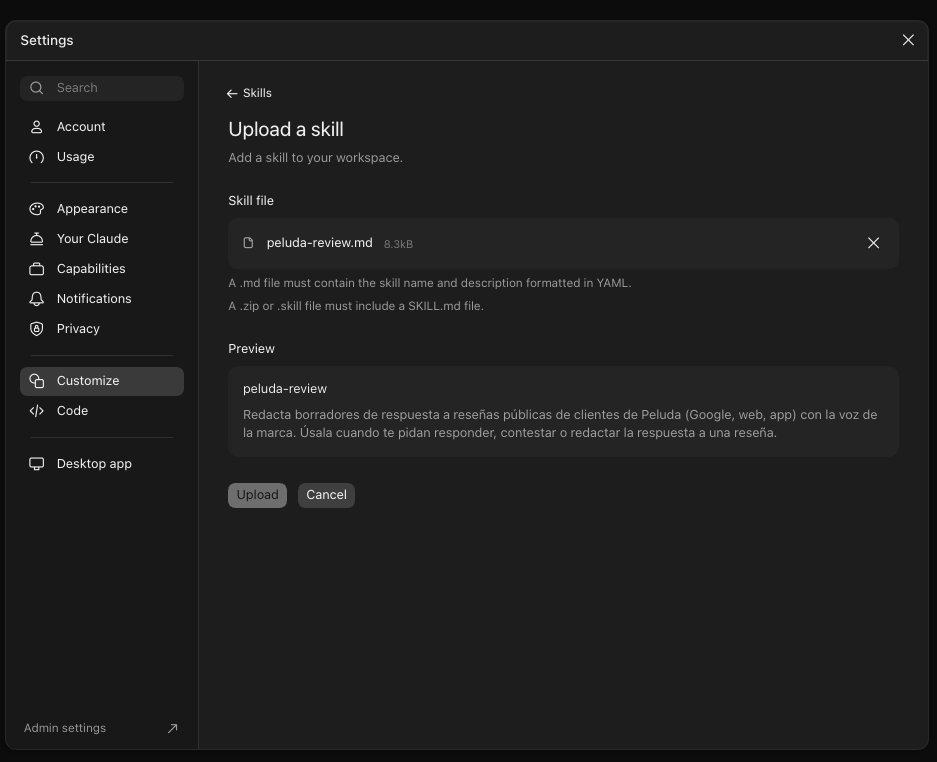 Settings
Search
Account
Usage
Appearance
Your Claude
Capabilities
Notifications
Privacy
Customize
Code
Desktop app
Admin settings
Skills
Upload a skill
Add a skill to your workspace.
Skill file
peluda-review.md 8.3kB
A .md file must contain the skill name and description formatted in YAML.
A .zip or .skill file must include a SKILL.md file.
Preview
peluda-review
Redacta borradores de respuesta a reseñas públicas de clientes de Peluda (Google, web, app) con la voz de
la marca. Úsala cuando te pidan responder, contestar o redactar la respuesta a una reseña.
Upload Cancel